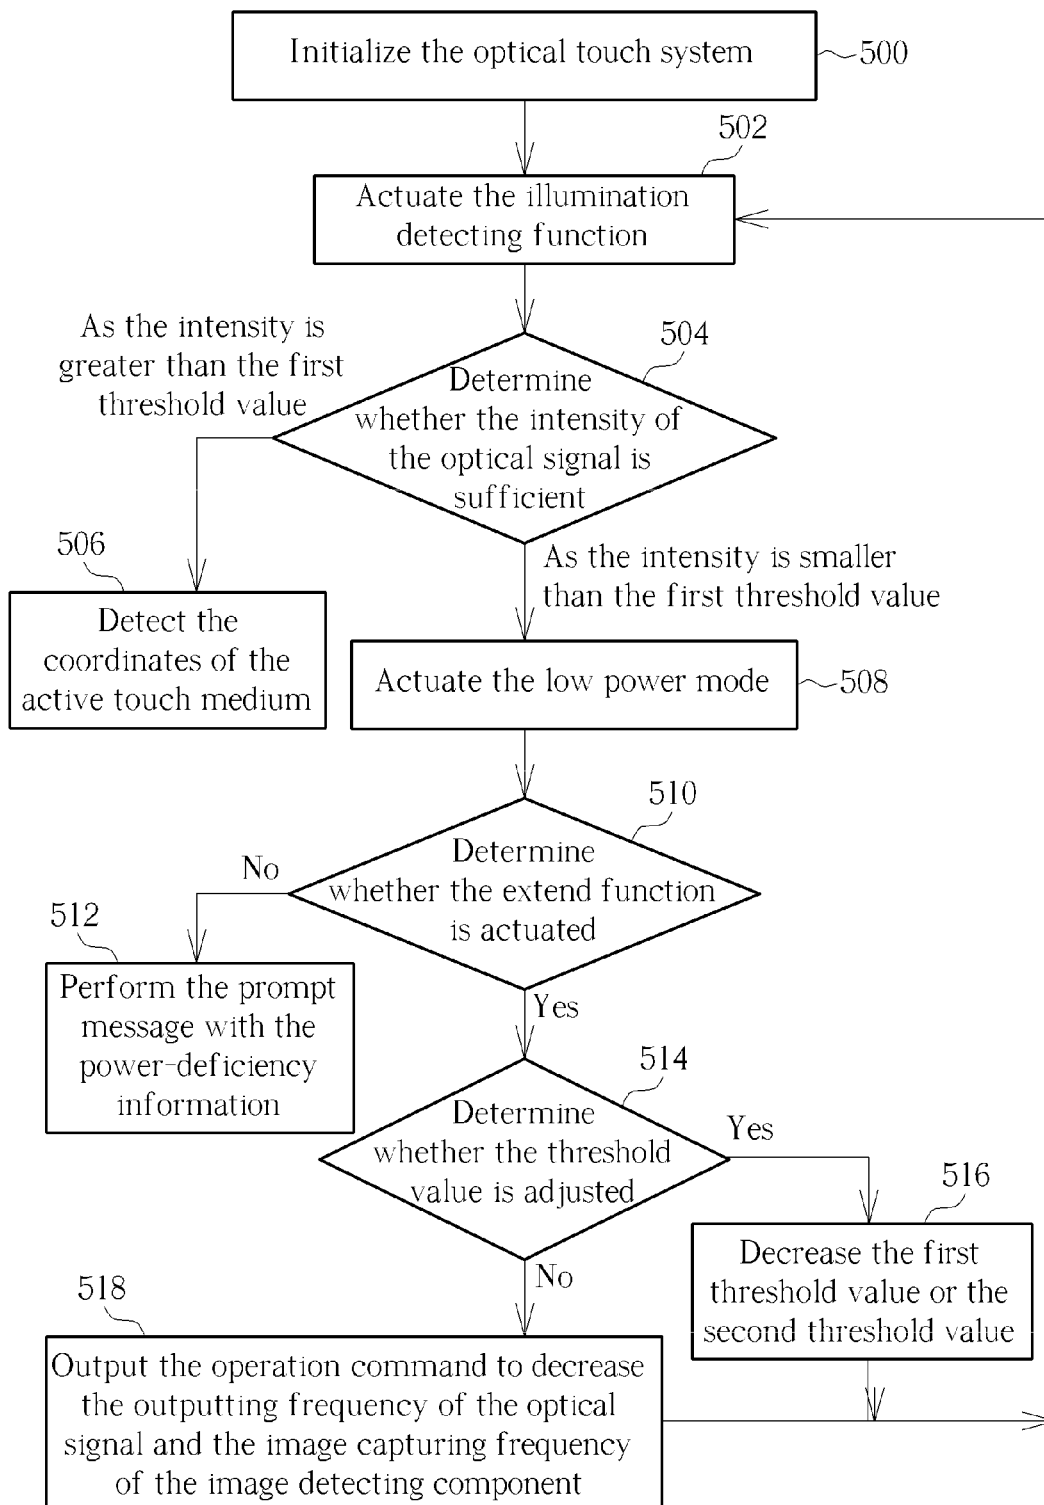 Initialize the optical touch system
500
502
Actuate the illumination
detecting function
As the intensity is
greater than the first
threshold value
504
Determine
whether the intensity of
the optical signal is
sufficient
506
Detect the
coordinates of the
active touch medium
As the intensity is smaller
than the first threshold value
Actuate the low power mode
508
510
Determine
whether the extend function
is actuated
No
512
Perform the prompt
message with the
power-deficiency
information
Yes
514
Determine
whether the threshold
value is adjusted
Yes
516
Decrease the first
threshold value or the
second threshold value
No
518
Output the operation command to decrease
the outputting frequency of the optical
signal and the image capturing frequency
of the image detecting component